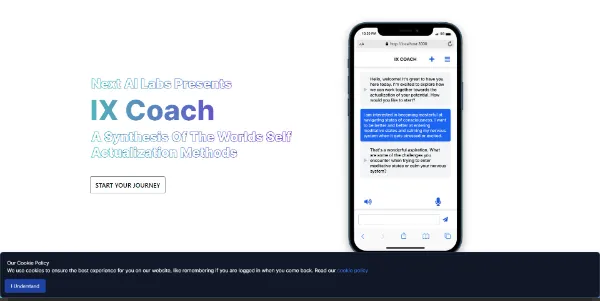 Next AI Labs Presents
IX Coach
A Synthesis Of The Worlds Self
Actualization Methods
START YOUR JOURNEY
IX COACH
Hello, welcome! It's great to have you
here today. I'm excited to explore how
we can work together towards the
actualization of your potential. How
would you like to start?
I am interested in becoming wonderful at
navigating states of consciousness. I want
to be better and better at entering
meditative states and calming my nervous
system when it gets stressed or excited.
That's a wonderful aspiration. What
are some of the challenges you
encounter when trying to enter
meditative states or calm your nervous
system?
Our Cookie Policy
We use cookies to ensure the best experience for you on our website, like remembering if you are logged in when you come back. Read our cookie policy
I Understand